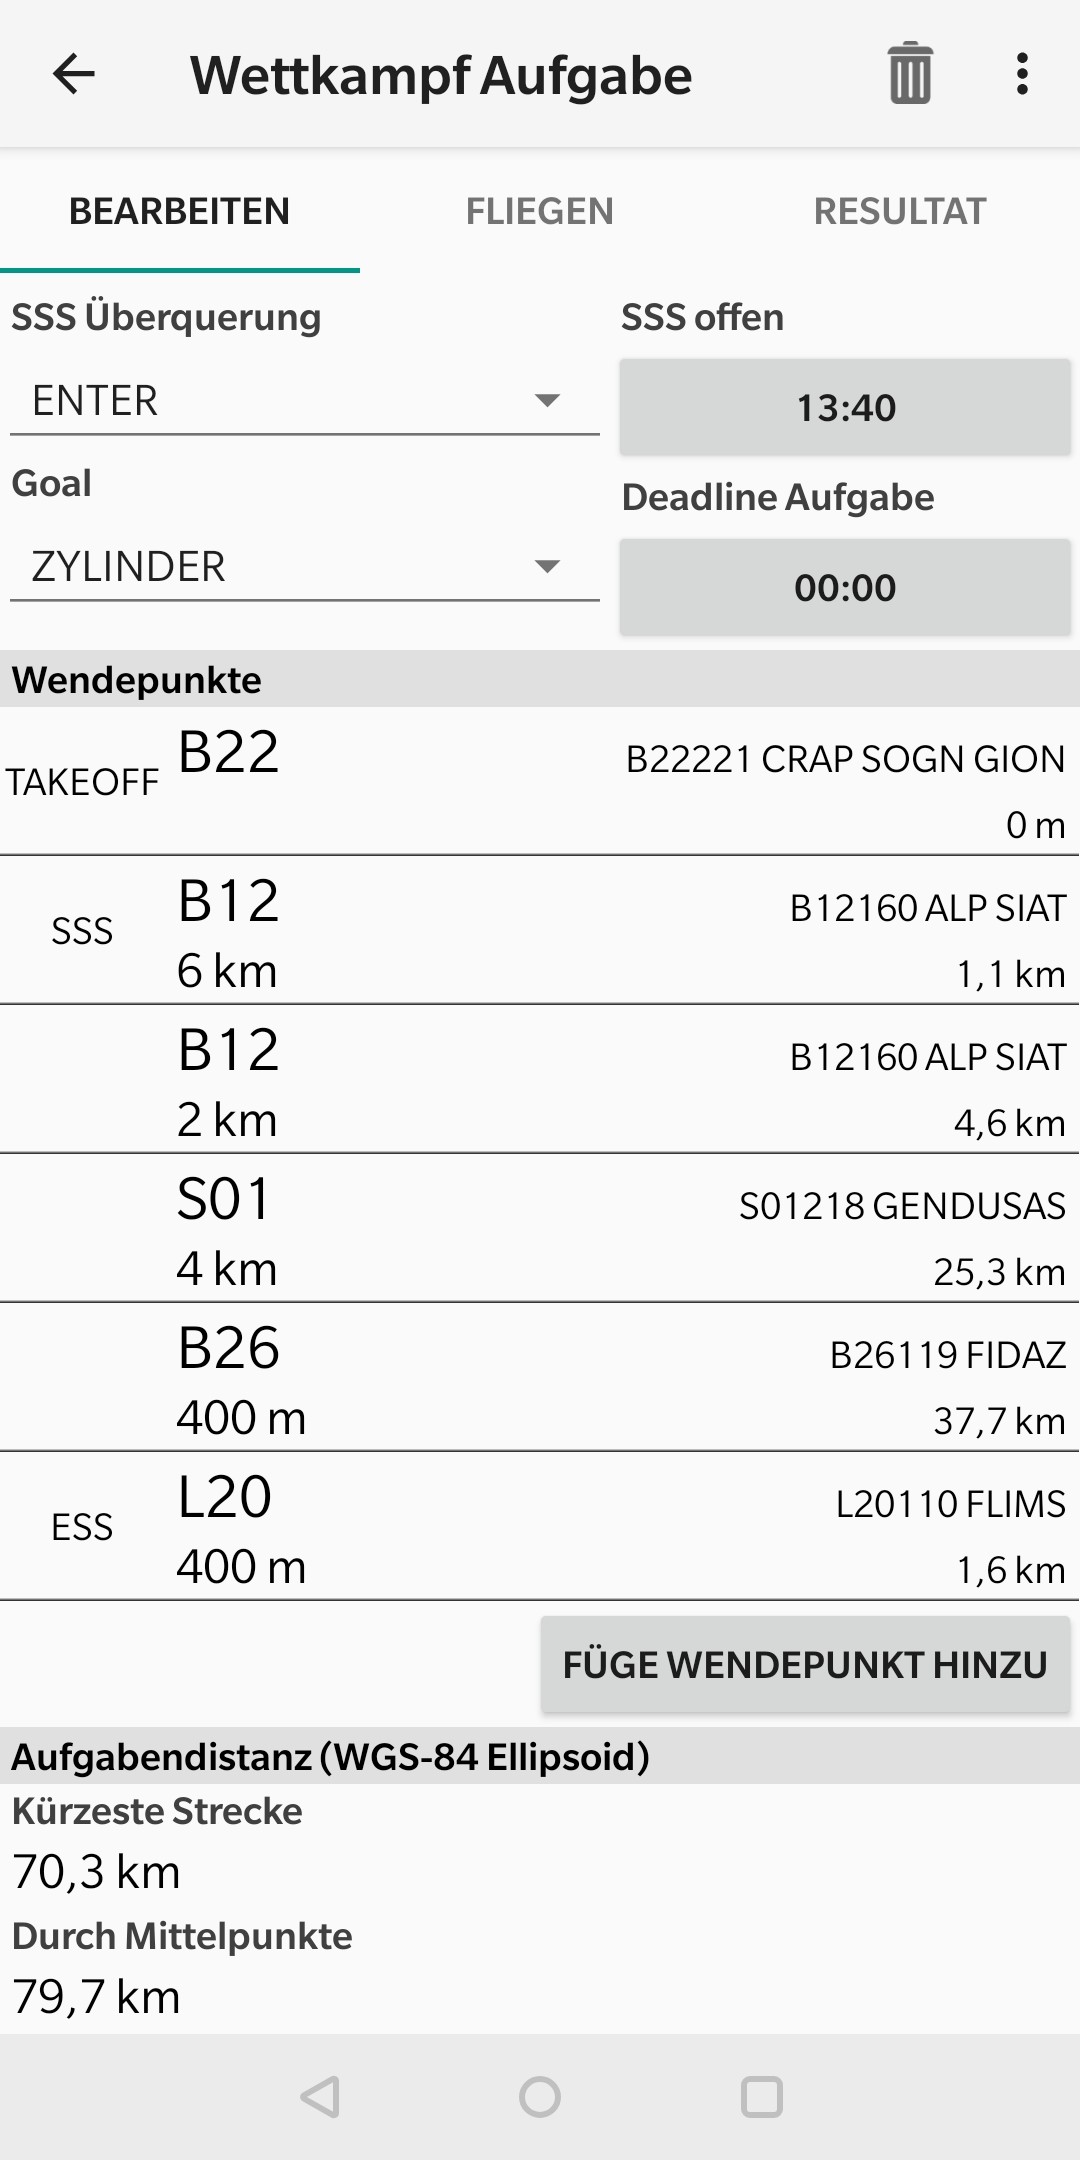 Wettkampf Aufgabe
BEARBEITEN FLIEGEN RESULTAT
SSS Überquerung SSS offen
ENTER 13:40
Goal Deadline Aufgabe
ZYLINDER 00:00
Wendepunkte
TAKEOFF B22 B22221 CRAP SOGN GION
0 m
SSS B12 B12160 ALP SIAT
6 km 1,1 km
B12 B12160 ALP SIAT
2 km 4,6 km
S01 S01218 GENDUSAS
4 km 25,3 km
B26 B26119 FIDAZ
400 m 37,7 km
ESS L20 L20110 FLIMS
400 m 1,6 km
FÜGE WENDEPUNKT HINZU
Aufgabendistanz (WGS-84 Ellipsoid)
Kürzeste Strecke
70,3 km
Durch Mittelpunkte
79,7 km